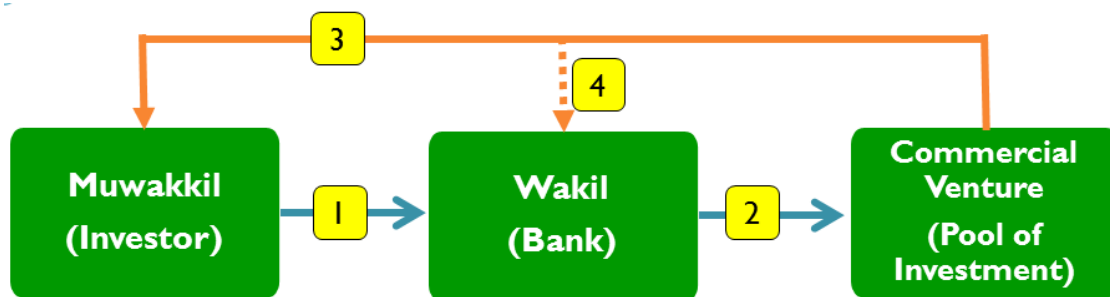 3
4
Muwakkil
(Investor)
1
Wakil
(Bank)
2
Commercial
Venture
(Pool of
Investment)